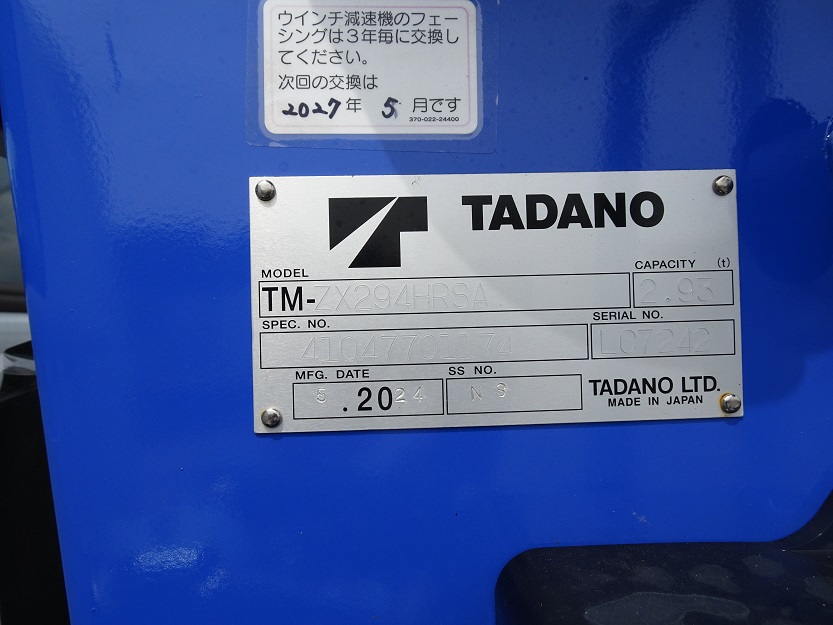 ウインチ減速機のフェー
シングは3年毎に交換し
てください。
次回の交換は
2027年 5月です
370-022-24400
TADANO
MODEL CAPACITY (t)
TM-ZX294HRSA 2.93
SPEC. NO. SERIAL NO.
LC7242
MFG. DATE SS NO.
5 .2024 NS
TADANO LTD.
MADE IN JAPAN